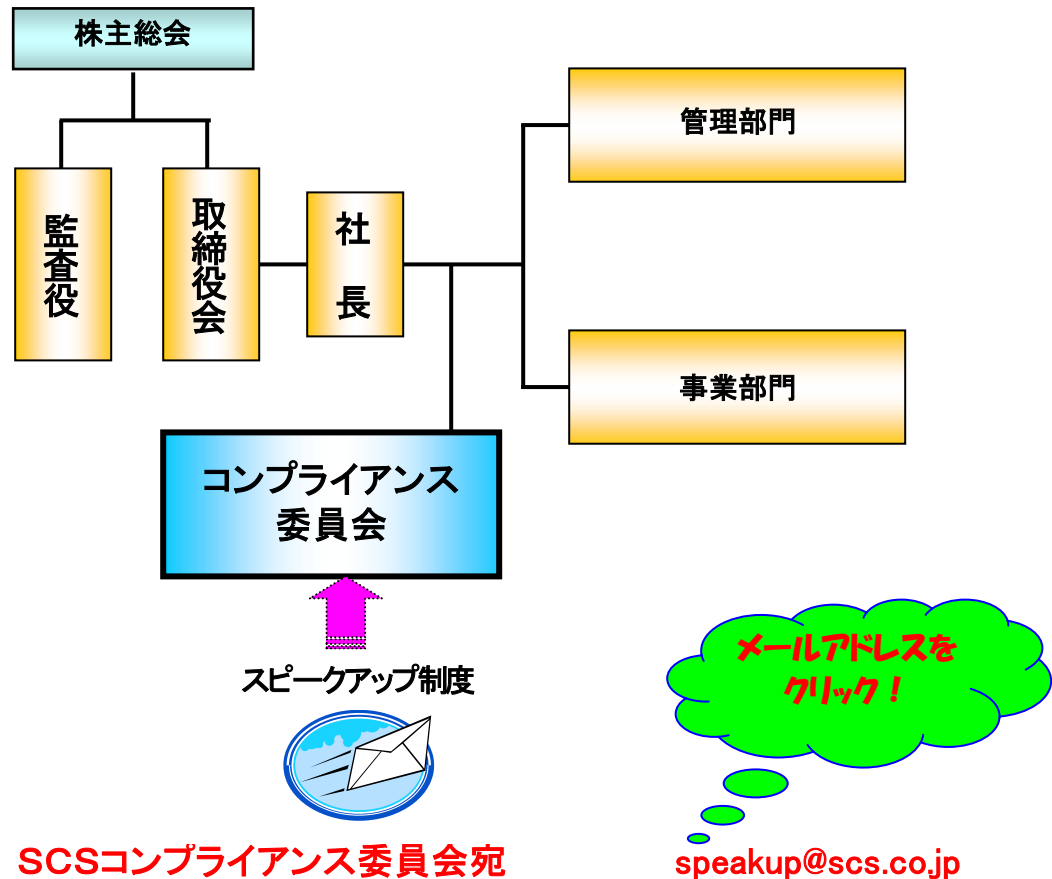 株主総会
監査役
取締役会
社長
管理部門
事業部門
コンプライアンス
委員会
スピークアップ制度
メールアドレスを
クリック！
SCSコンプライアンス委員会宛
speakup@scs.co.jp